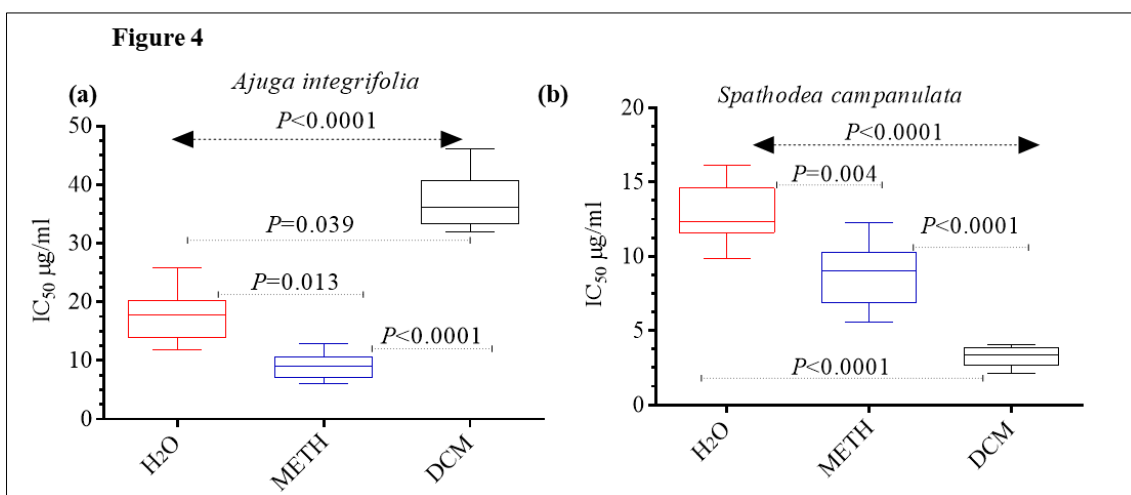 Figure 4
(a)
Ajuga integrifolia
P<0.0001
P=0.039
P=0.013
P<0.0001
IC50 µg/ml
50
40
30
20
10
0
H2O
METH
DCM
(b)
Spathodea campanulata
P<0.0001
P=0.004
P<0.0001
P<0.0001
IC50 µg/ml
20
15
10
5
0
H2O
METH
DCM